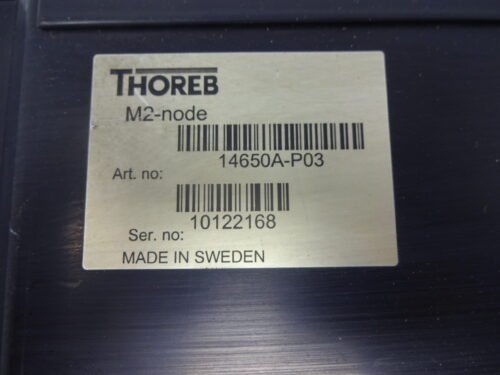 THOREB
M2-node
14650A-P03
Art. no:
10122168
Ser. no:
MADE IN SWEDEN